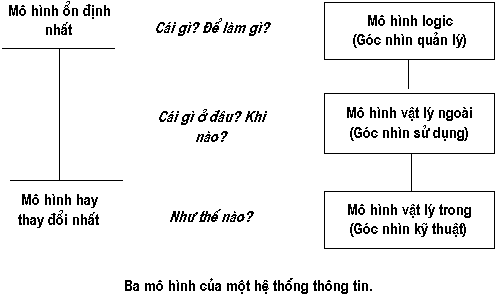 Mô hình ổn định
nhất
Cái gì? Để làm gì?
Mô hình logic
(Góc nhìn quản lý)
Cái gì ở đâu? Khi
nào?
Mô hình vật lý ngoài
(Góc nhìn sử dụng)
Mô hình hay
thay đổi nhất
Như thế nào?
Mô hình vật lý trong
(Góc nhìn kỹ thuật)
Ba mô hình của một hệ thống thông tin.